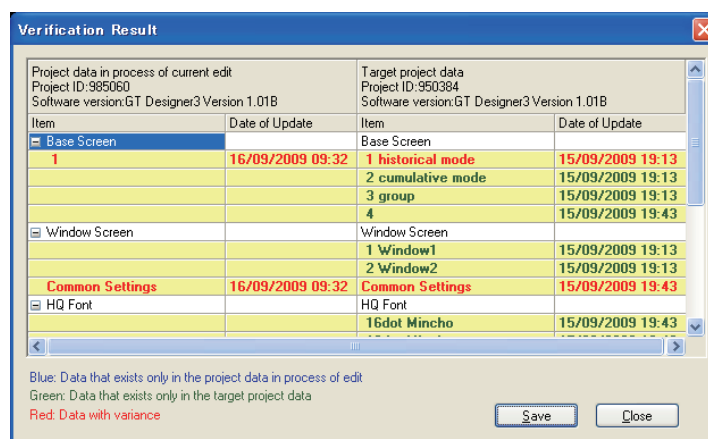 Verification Result
Project data in process of current edit
Project ID:985060
Software version:GT Designer3 Version 1.01B
Target project data
Project ID:950384
Software version:GT Designer3 Version 1.01B
Item Date of Update Item Date of Update
Base Screen Base Screen
1 16/09/2009 09:32 1 historical mode 15/09/2009 19:13
2 cumulative mode 15/09/2009 19:13
3 group 15/09/2009 19:13
4 15/09/2009 19:43
Window Screen Window Screen
1 Window1 15/09/2009 19:13
2 Window2 15/09/2009 19:13
Common Settings 16/09/2009 09:32 Common Settings 15/09/2009 19:43
HQ Font HQ Font
16dot Mincho 15/09/2009 19:43
Blue: Data that exists only in the project data in process of edit
Green: Data that exists only in the target project data
Red: Data with variance
Save Close